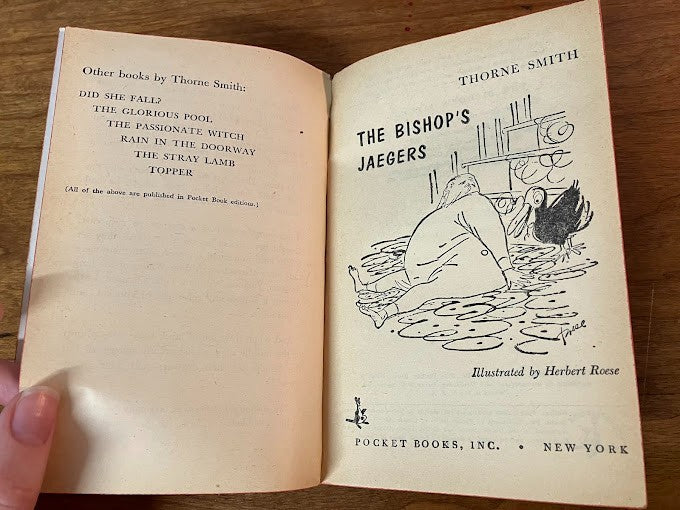 Other books by Thorne Smith:
DID SHE FALL?
THE GLORIOUS POOL
THE PASSIONATE WITCH
RAIN IN THE DOORWAY
THE STRAY LAMB
TOPPER
(All of the above are published in Pocket Book editions.)
THORNE SMITH
THE BISHOP'S
JAEGERS
Roese
Illustrated by Herbert Roese
POCKET BOOKS, INC. • NEW YORK